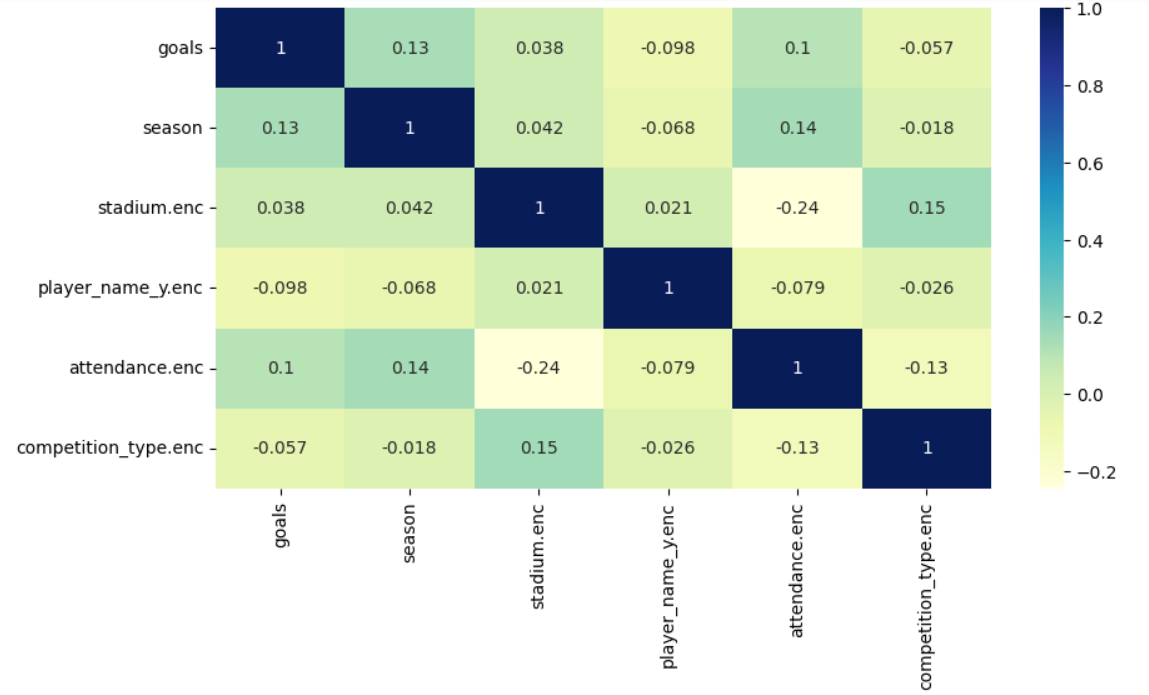 goals 1 0.13 0.038 -0.098 0.1 -0.057
season 0.13 1 0.042 -0.068 0.14 -0.018
stadium.enc 0.038 0.042 1 0.021 -0.24 0.15
player_name_y.enc -0.098 -0.068 0.021 1 -0.079 -0.026
attendance.enc 0.1 0.14 -0.24 -0.079 1 -0.13
competition_type.enc -0.057 -0.018 0.15 -0.026 -0.13 1
goals
season
stadium.enc
player_name_y.enc
attendance.enc
competition_type.enc
1.0
0.8
0.6
0.4
0.2
0.0
−0.2